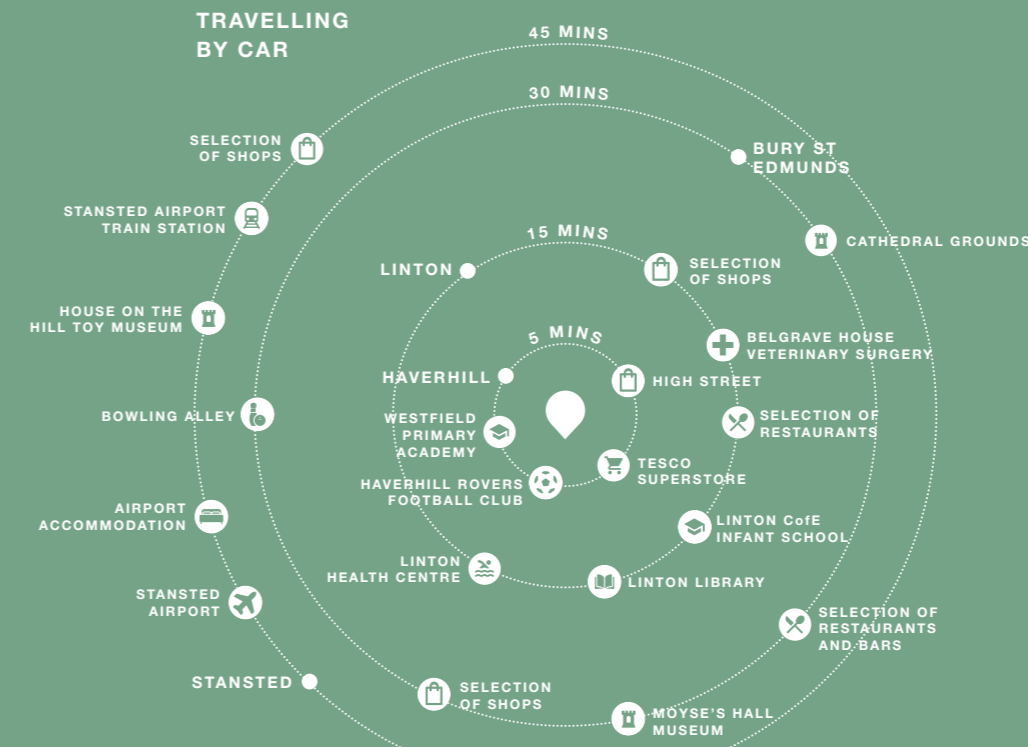 TRAVELLING
BY CAR
45 MINS
30 MINS
SELECTION
OF SHOPS
BURY ST
EDMUNDS
STANSTED AIRPORT
TRAIN STATION
15 MINS
CATHEDRAL GROUNDS
LINTON
SELECTION
OF SHOPS
HOUSE ON THE
HILL TOY MUSEUM
5 MINS
BELGRAVE HOUSE
VETERINARY SURGERY
HAVERHILL
HIGH STREET
BOWLING ALLEY
WESTFIELD
PRIMARY
ACADEMY
SELECTION OF
RESTAURANTS
TESCO
SUPERSTORE
HAVERHILL ROVERS
FOOTBALL CLUB
AIRPORT
ACCOMMODATION
LINTON CofE
INFANT SCHOOL
LINTON
HEALTH CENTRE
LINTON LIBRARY
STANSTED
AIRPORT
SELECTION OF
RESTAURANTS
AND BARS
STANSTED
SELECTION
OF SHOPS
MOYSE'S HALL
MUSEUM